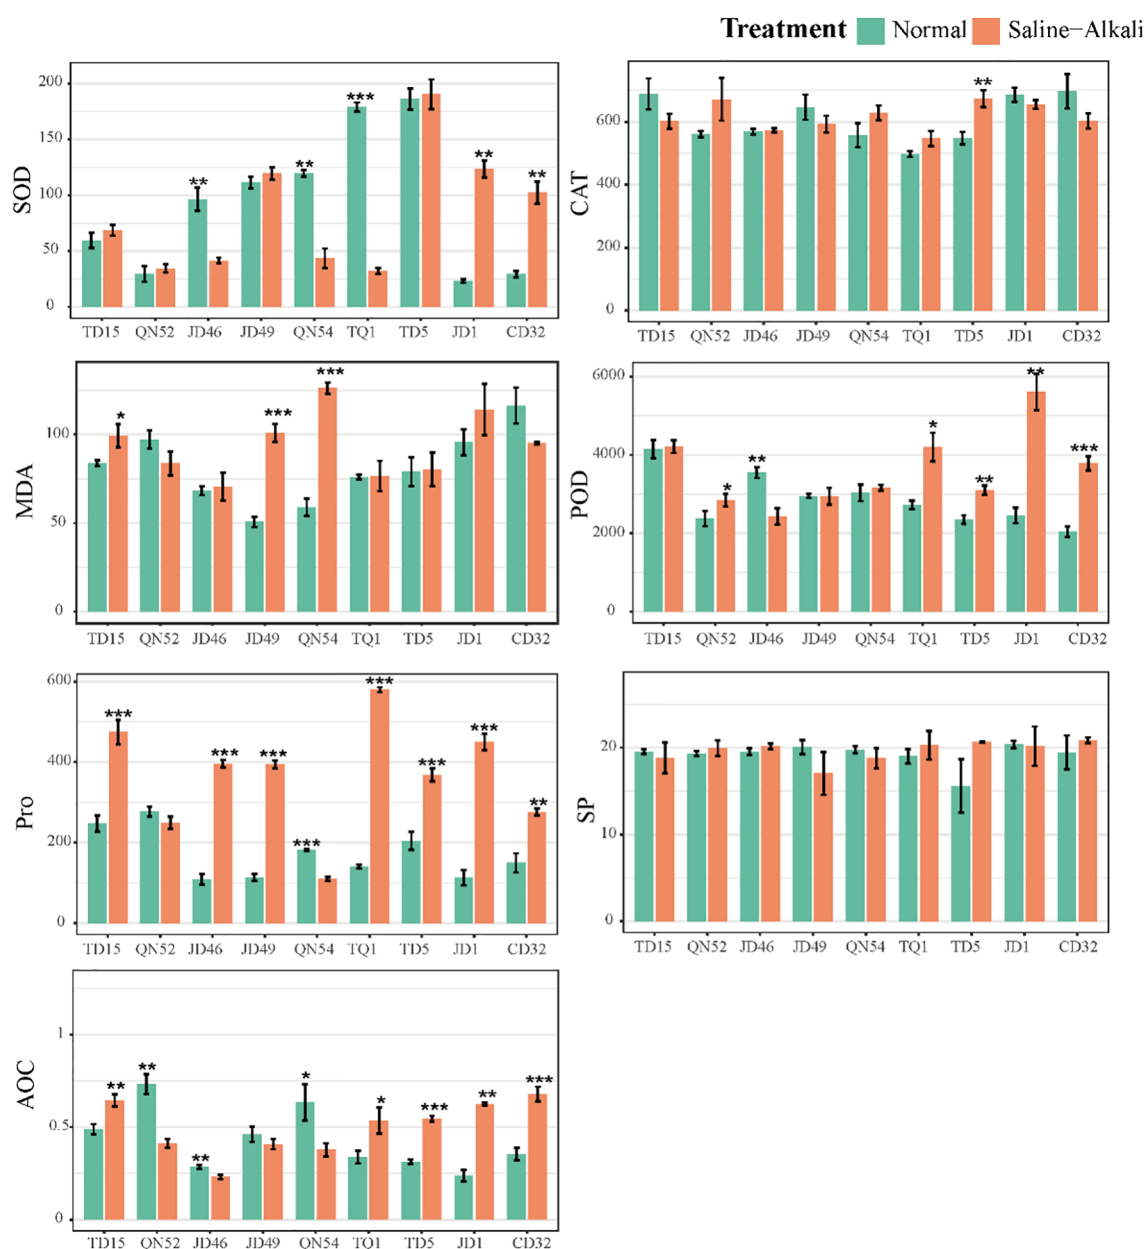 Treatment Normal Saline−Alkali
SOD
200
150
100
50
0
** ** *** ** **
TD15 QN52 JD46 JD49 QN54 TQ1 TD5 JD1 CD32
CAT
600
400
200
0
**
TD15 QN52 JD46 JD49 QN54 TQ1 TD5 JD1 CD32
MDA
100
50
0
* *** ***
TD15 QN52 JD46 JD49 QN54 TQ1 TD5 JD1 CD32
POD
6000
4000
2000
0
* ** * ** ** ***
TD15 QN52 JD46 JD49 QN54 TQ1 TD5 JD1 CD32
Pro
600
400
200
0
*** *** *** *** *** *** *** **
TD15 QN52 JD46 JD49 QN54 TQ1 TD5 JD1 CD32
SP
20
10
0
TD15 QN52 JD46 JD49 QN54 TQ1 TD5 JD1 CD32
AOC
1
0.5
0
** ** ** * * *** ** ***
TD15 QN52 JD46 JD49 QN54 TQ1 TD5 JD1 CD32